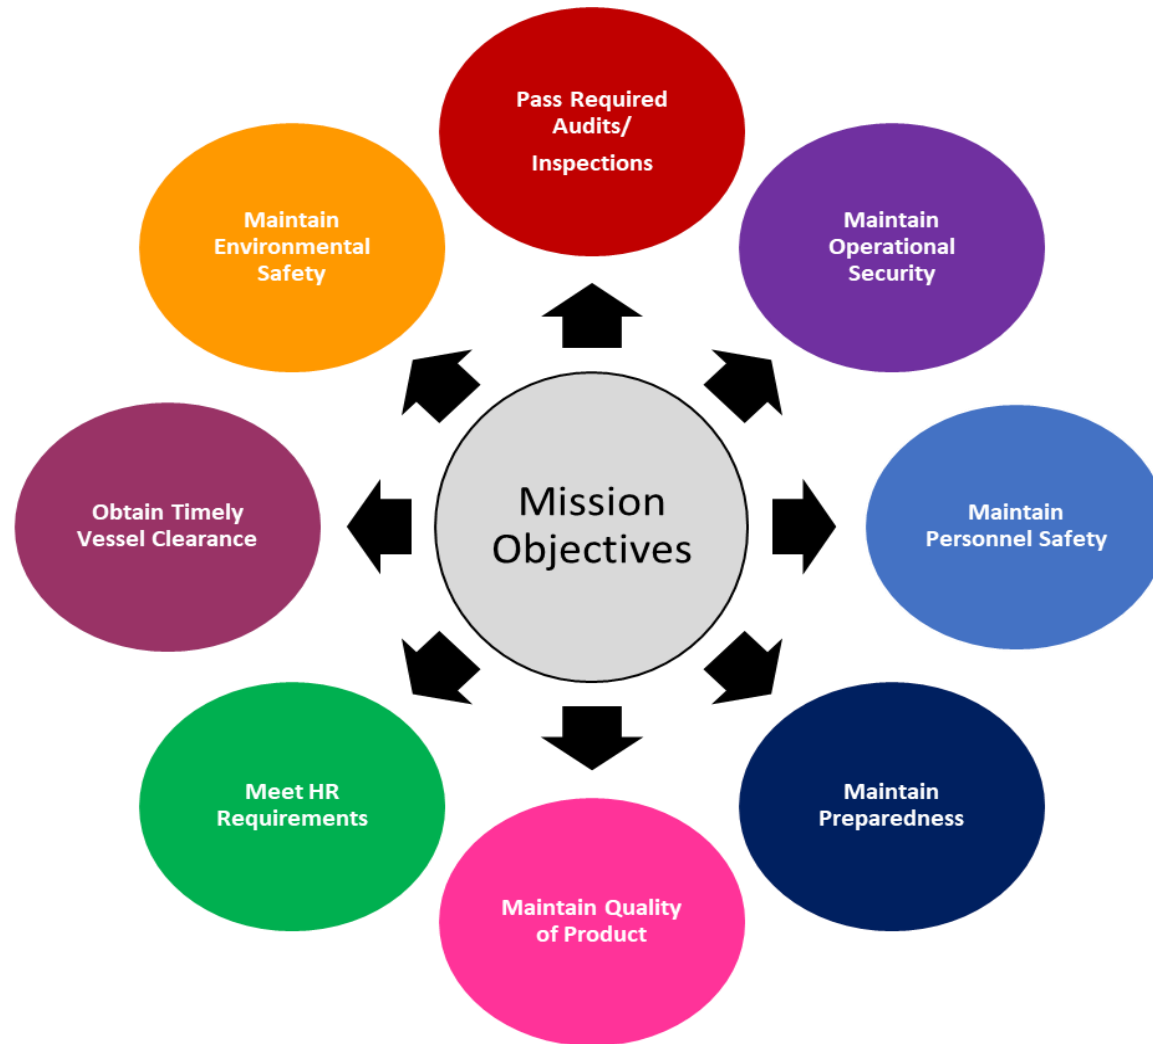 Pass Required
Audits/
Inspections
Maintain
Operational
Security
Maintain
Personnel Safety
Maintain
Preparedness
Maintain Quality
of Product
Meet HR
Requirements
Obtain Timely
Vessel Clearance
Maintain
Environmental
Safety
Mission
Objectives